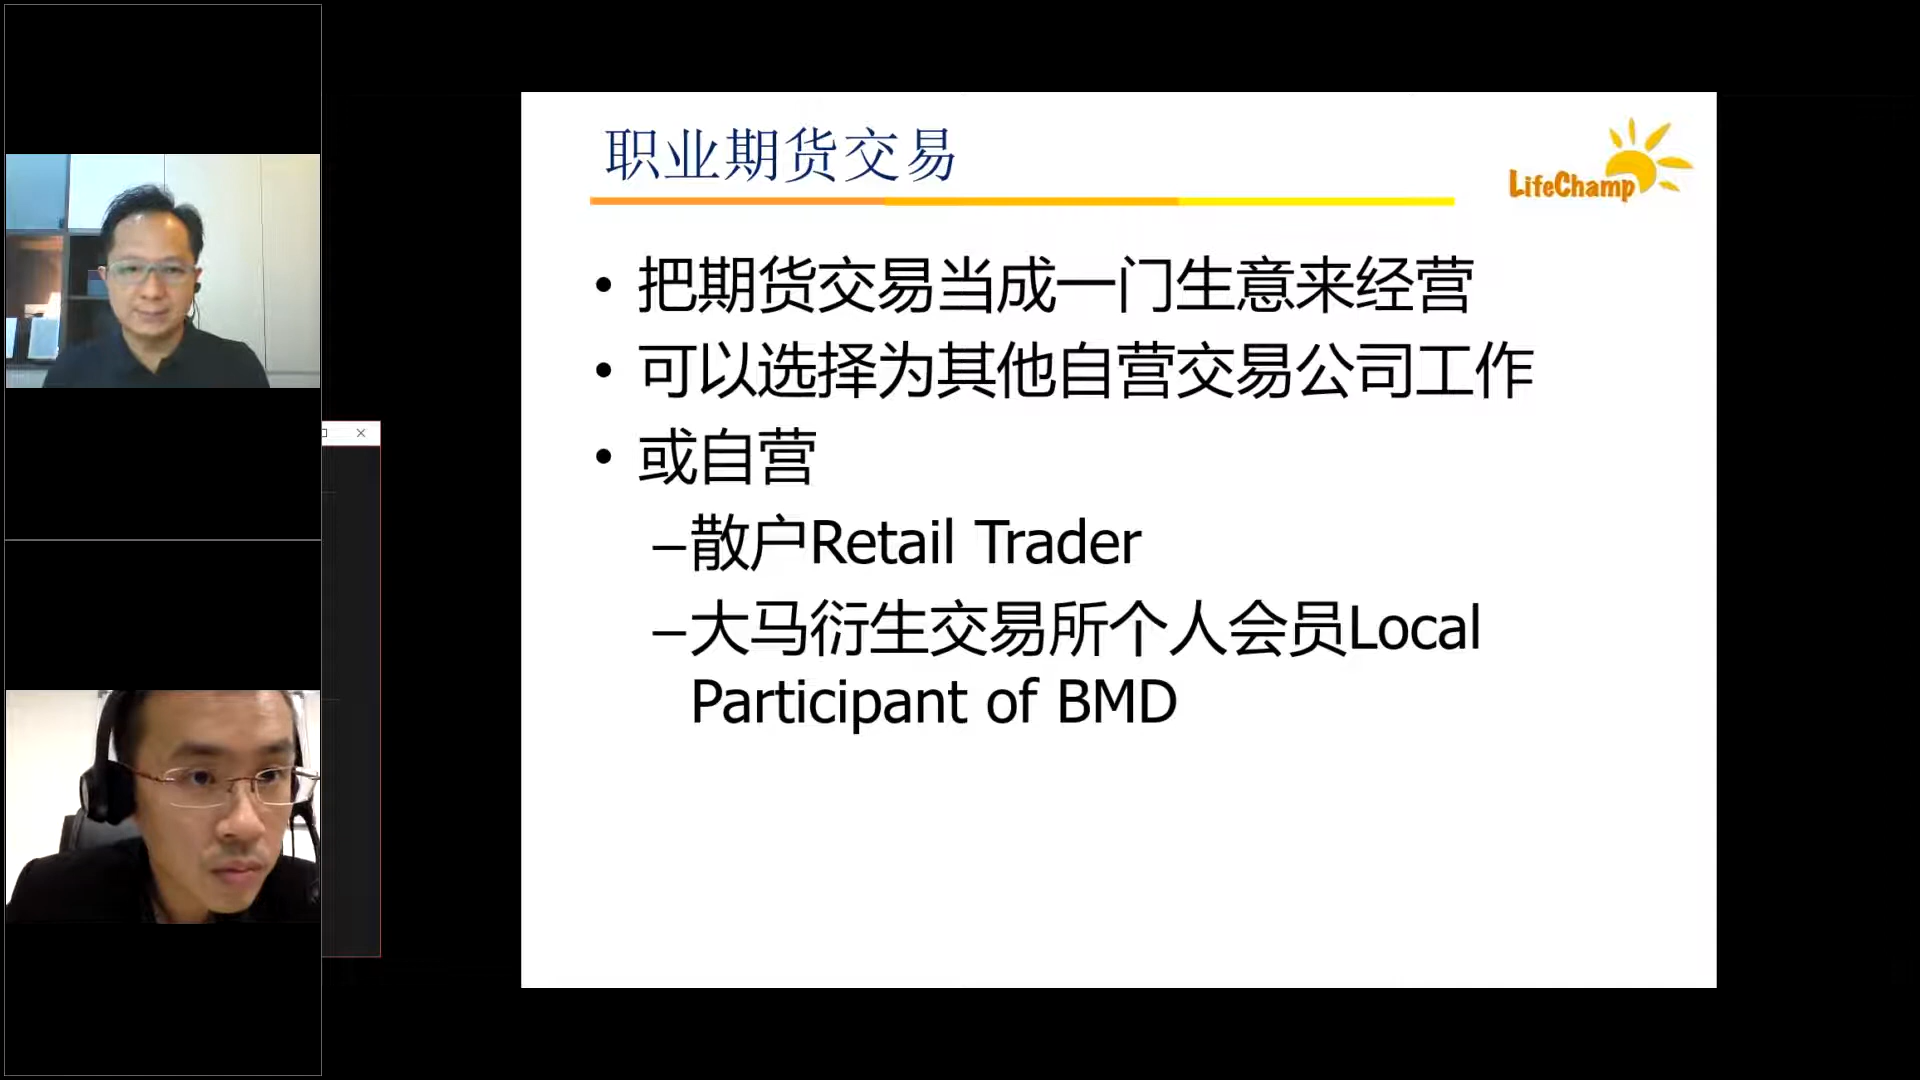 职业期货交易
LifeChamp
• 把期货交易当成一门生意来经营
• 可以选择为其他自营交易公司工作
• 或自营
–散户Retail Trader
–大马衍生交易所个人会员Local
Participant of BMD